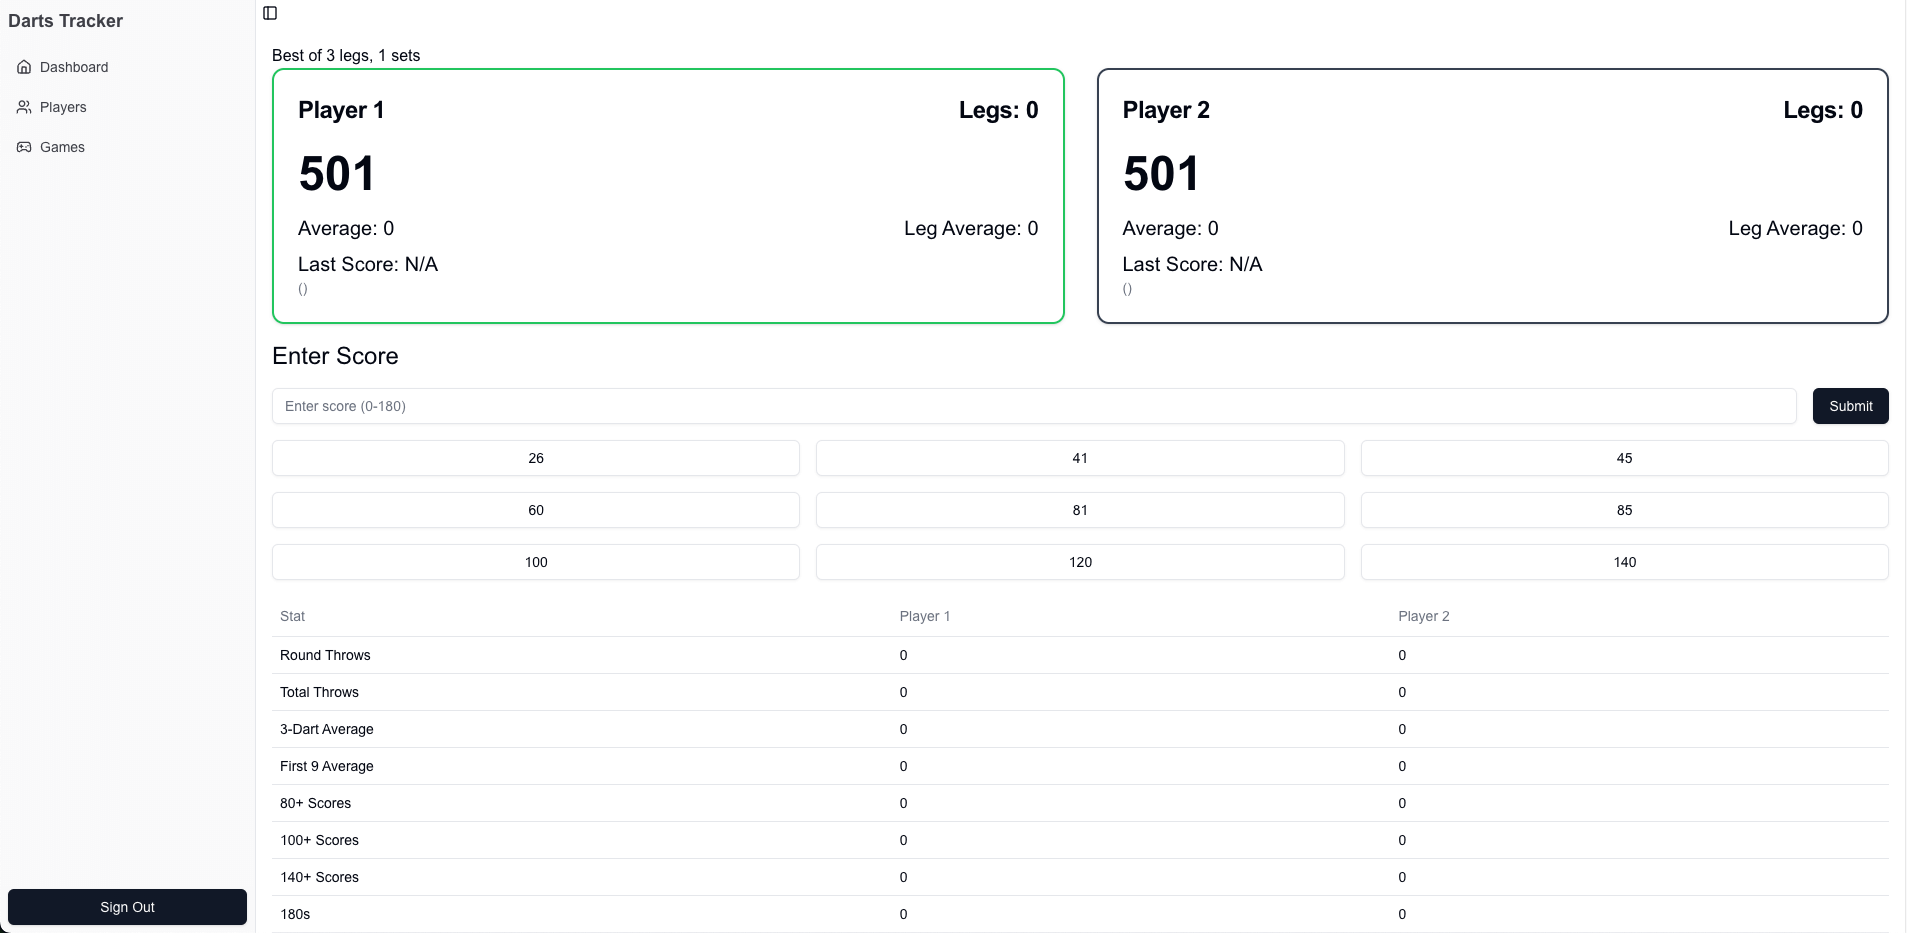 Darts Tracker
Dashboard
Players
Games
Sign Out
Best of 3 legs, 1 sets
Player 1 Legs: 0
501
Average: 0 Leg Average: 0
Last Score: N/A
()
Player 2 Legs: 0
501
Average: 0 Leg Average: 0
Last Score: N/A
()
Enter Score
Enter score (0-180) Submit
26 41 45
60 81 85
100 120 140
Stat Player 1 Player 2
Round Throws 0 0
Total Throws 0 0
3-Dart Average 0 0
First 9 Average 0 0
80+ Scores 0 0
100+ Scores 0 0
140+ Scores 0 0
180s 0 0